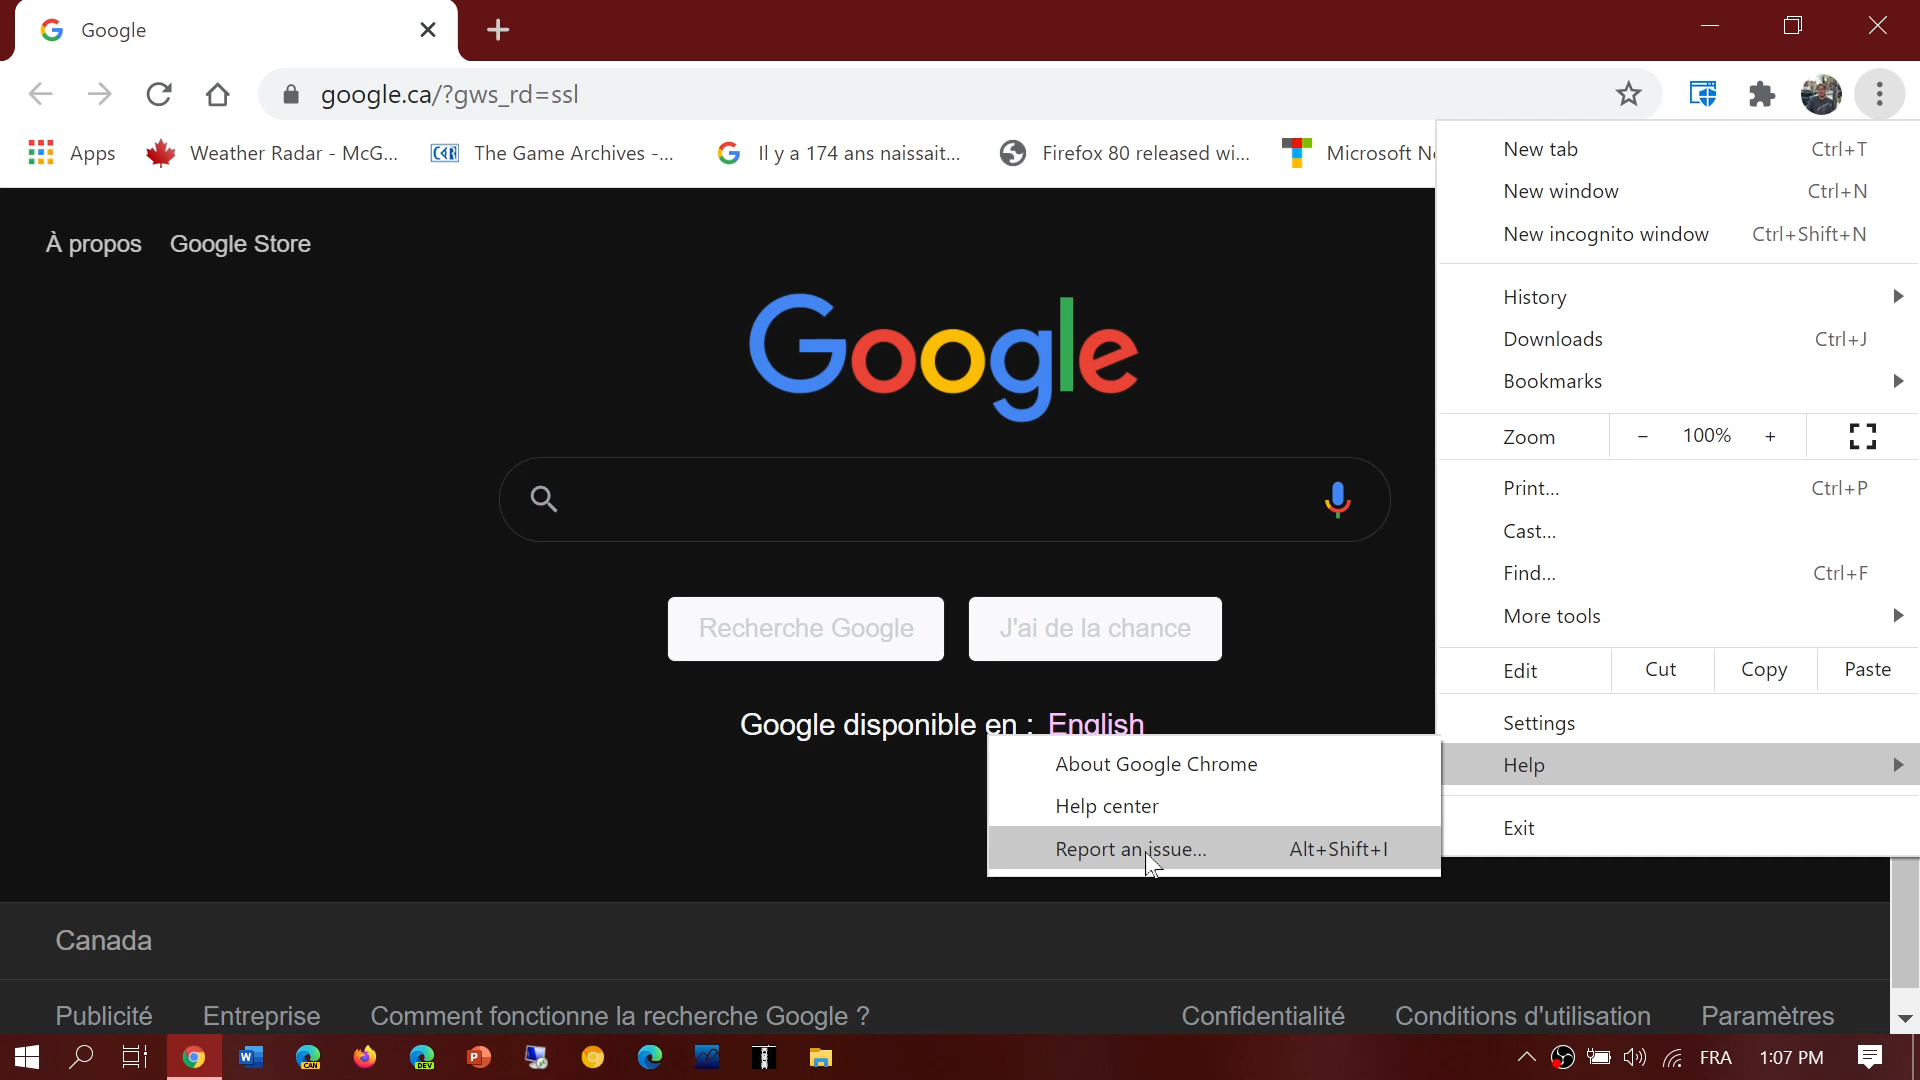 Google
google.ca/?gws_rd=ssl
Apps Weather Radar - McG... The Game Archives -... Il y a 174 ans naissait... Firefox 80 released wi... Microsoft
À propos Google Store
Google
Recherche Google J'ai de la chance
Google disponible en : English
New tab Ctrl+T
New window Ctrl+N
New incognito window Ctrl+Shift+N
History
Downloads Ctrl+J
Bookmarks
Zoom - 100% +
Print... Ctrl+P
Cast...
Find... Ctrl+F
More tools
Edit Cut Copy Paste
Settings
Help
Exit
About Google Chrome
Help center
Report an issue... Alt+Shift+I
Canada
Publicité Entreprise Comment fonctionne la recherche Google ? Confidentialité Conditions d'utilisation Paramètres
CAN DEV FRA 1:07 PM